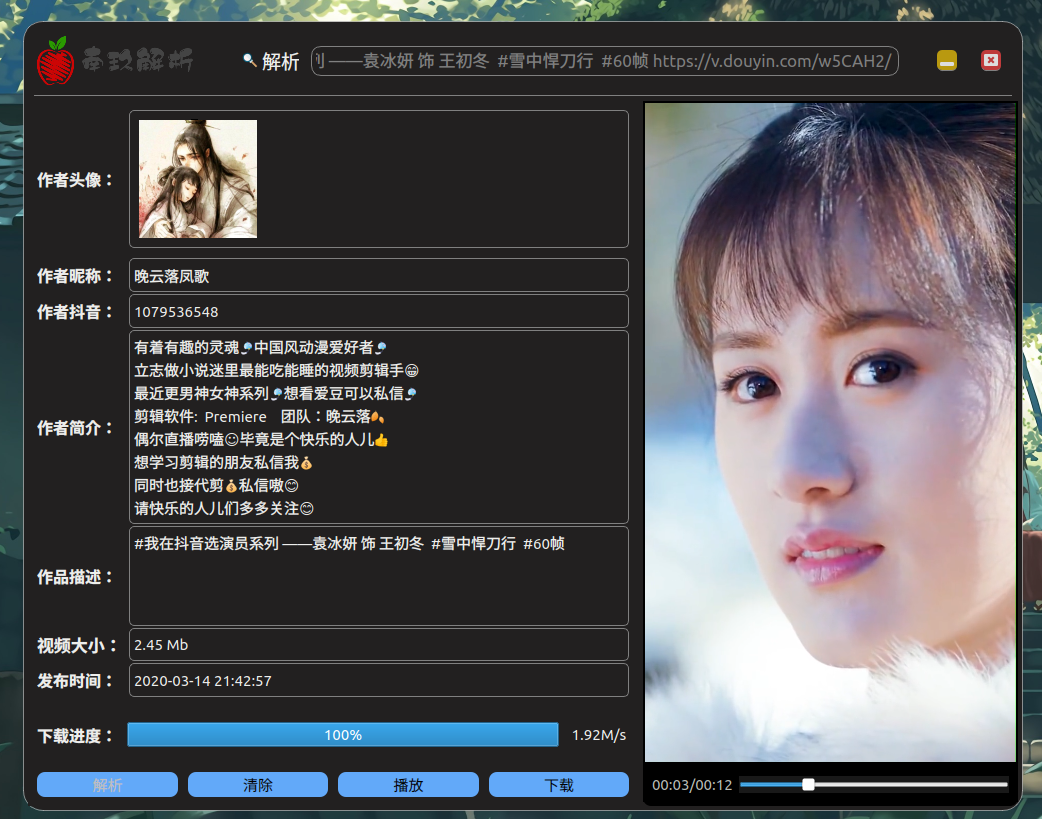 南玖解析
解析
——袁冰妍 饰 王初冬 #雪中悍刀行 #60帧 https://v.douyin.com/w5CAH2/
作者头像：
作者昵称：
晚云落凤歌
作者抖音：
1079536548
作者简介：
有着有趣的灵魂🌬中国风动漫爱好者🌬
立志做小说迷里最能吃能睡的视频剪辑手😁
最近更男神女神系列🌬想看爱豆可以私信🌬
剪辑软件: Premiere 团队：晚云落🍂
偶尔直播唠嗑☺毕竟是个快乐的人儿👍
想学习剪辑的朋友私信我💰
同时也接代剪💰私信嗷😊
请快乐的人儿们多多关注😊
作品描述：
#我在抖音选演员系列 ——袁冰妍 饰 王初冬 #雪中悍刀行 #60帧
视频大小：
2.45 Mb
发布时间：
2020-03-14 21:42:57
下载进度：
100%
1.92M/s
解析
清除
播放
下载
00:03/00:12